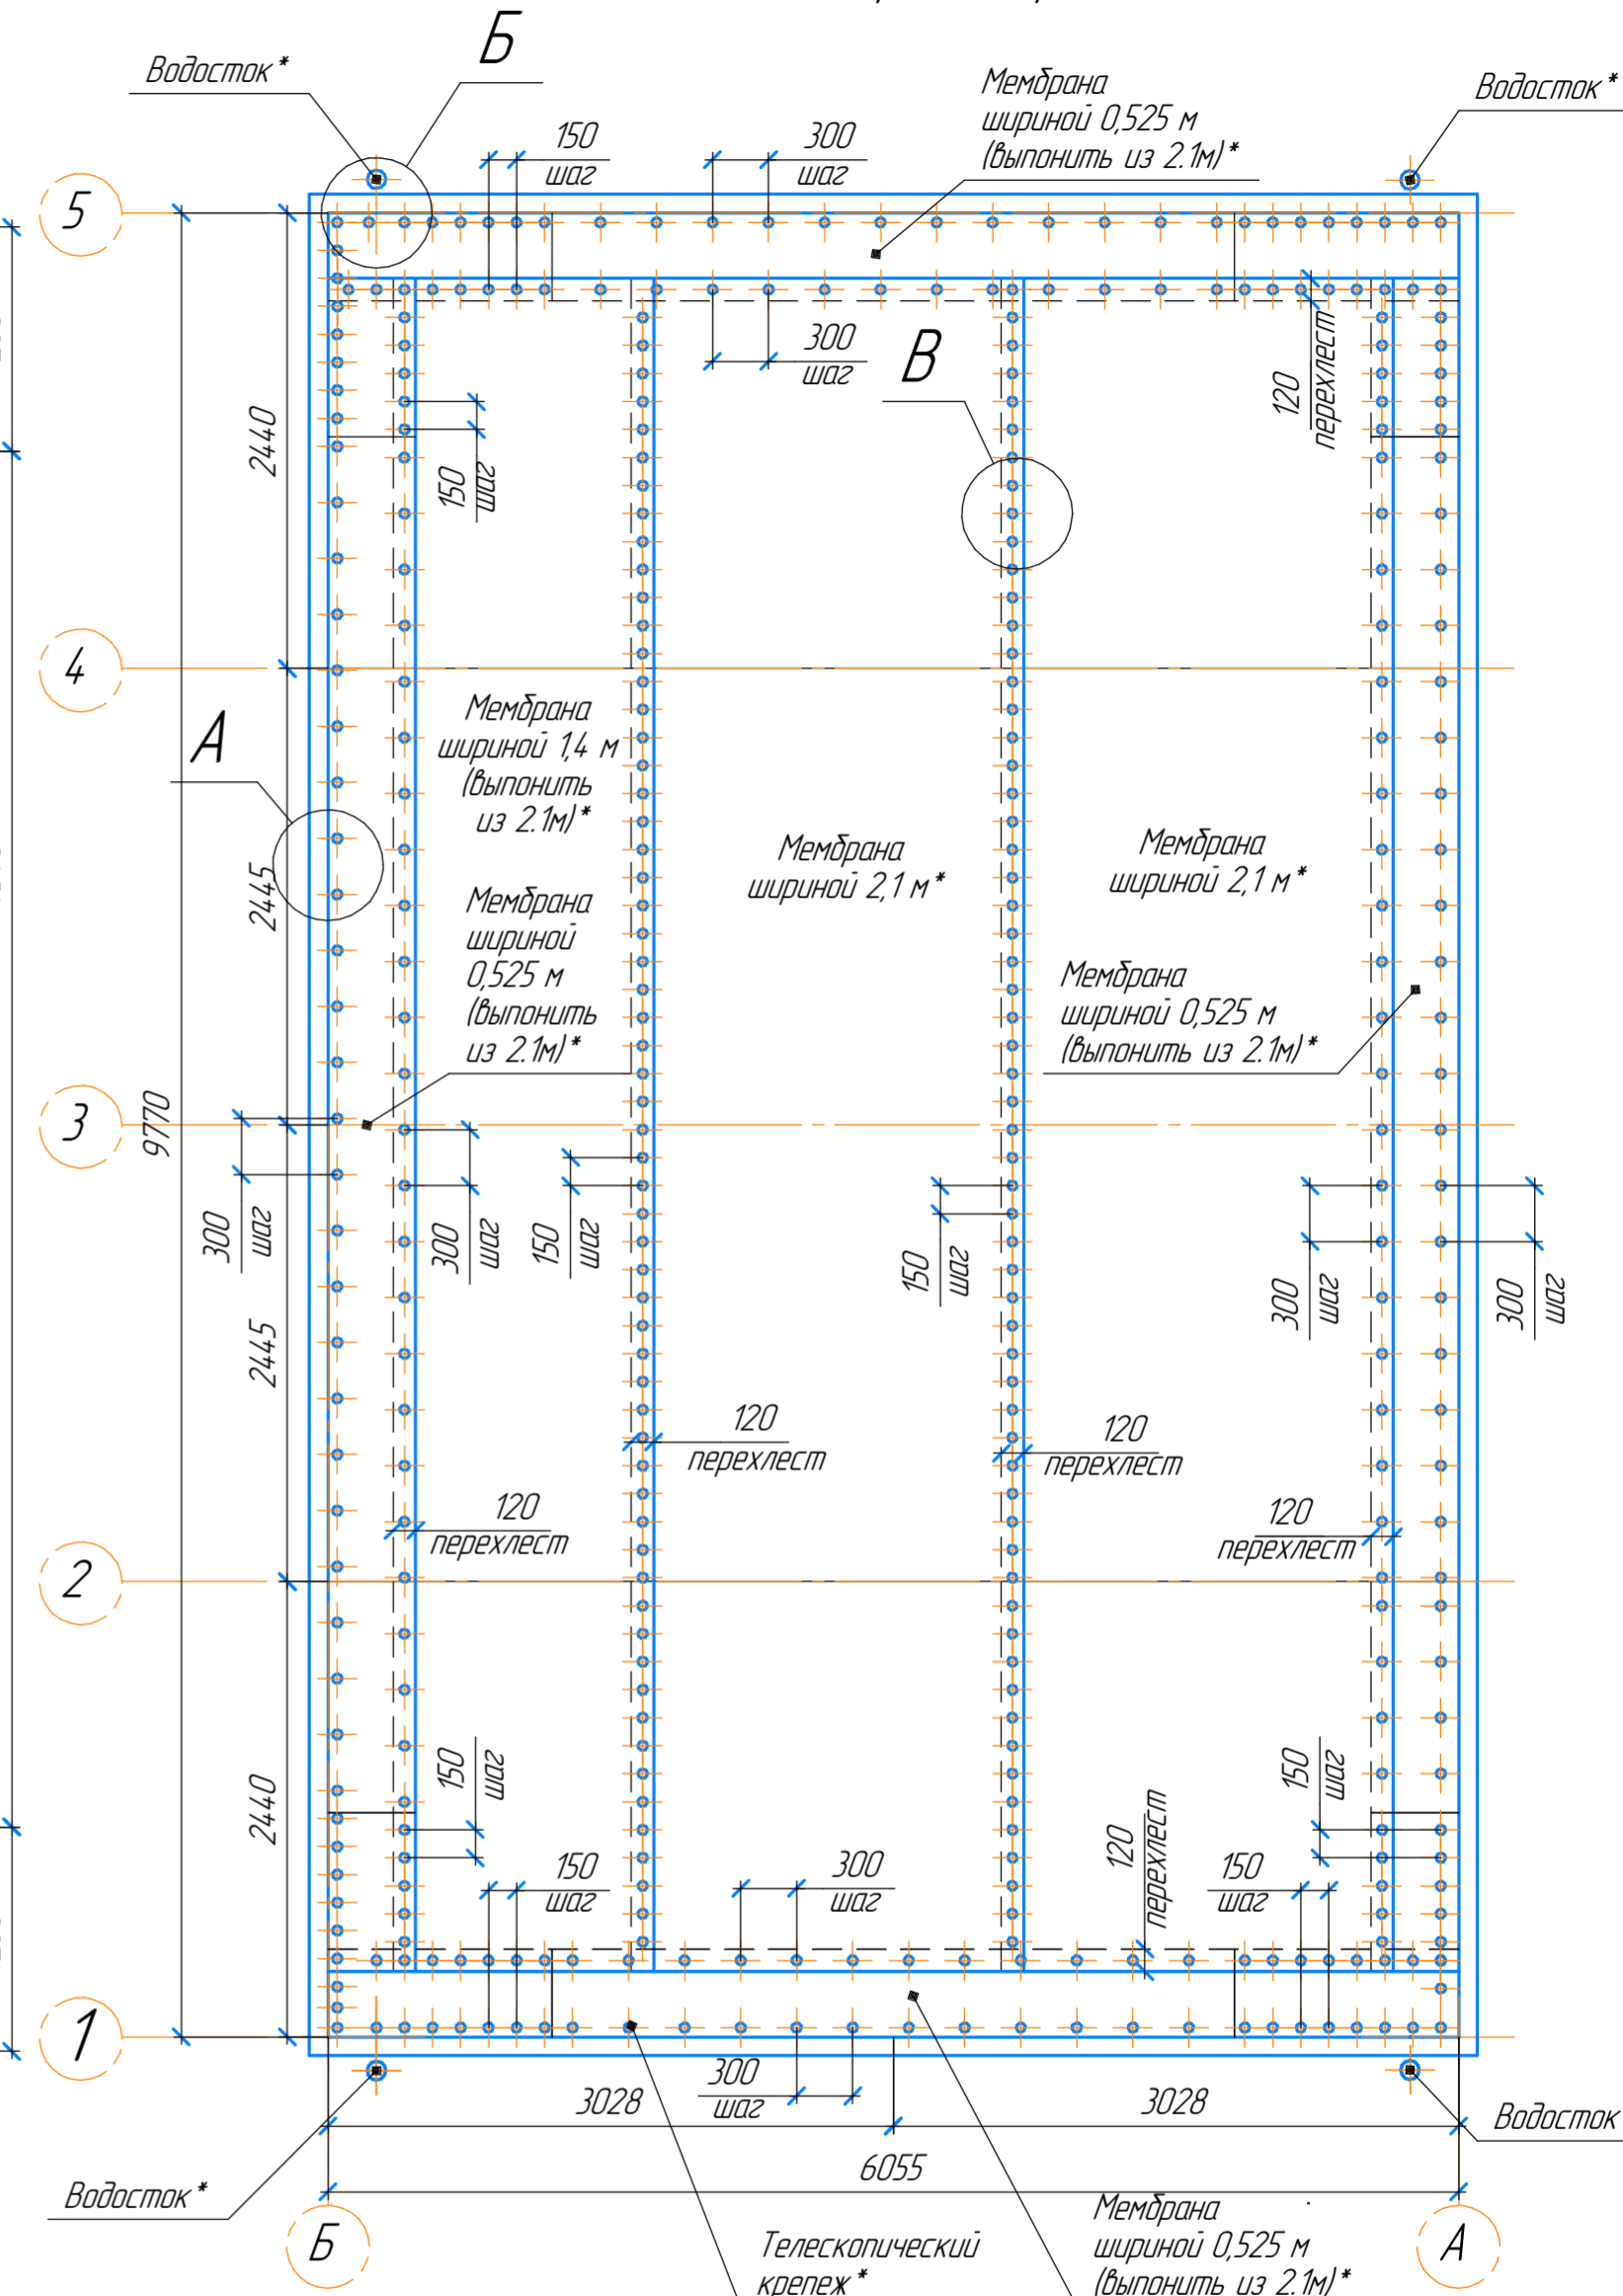 Б
Водосток *
Мембрана
шириной 0,525 м
(выпонить из 2.1м) *
Водосток *
150
шаг
300
шаг
5
300
шаг
В
120
перехлест
2440
150
шаг
4
А
Мембрана
шириной 1,4 м
(выпонить
из 2.1м) *
Мембрана
шириной 2,1 м *
Мембрана
шириной 2,1 м *
2445
Мембрана
шириной
0,525 м
(выпонить
из 2.1м) *
Мембрана
шириной 0,525 м
(выпонить из 2.1м) *
3
9770
300
шаг
300
шаг
150
шаг
150
шаг
300
шаг
300
шаг
2445
120
перехлест
120
перехлест
120
перехлест
120
перехлест
2
2440
150
шаг
150
шаг
150
шаг
300
шаг
120
перехлест
150
шаг
1
300
шаг
3028
3028
Водосток
6055
Водосток *
Б
Телескопический
крепеж *
Мембрана
шириной 0,525 м
(выпонить из 2.1м) *
А